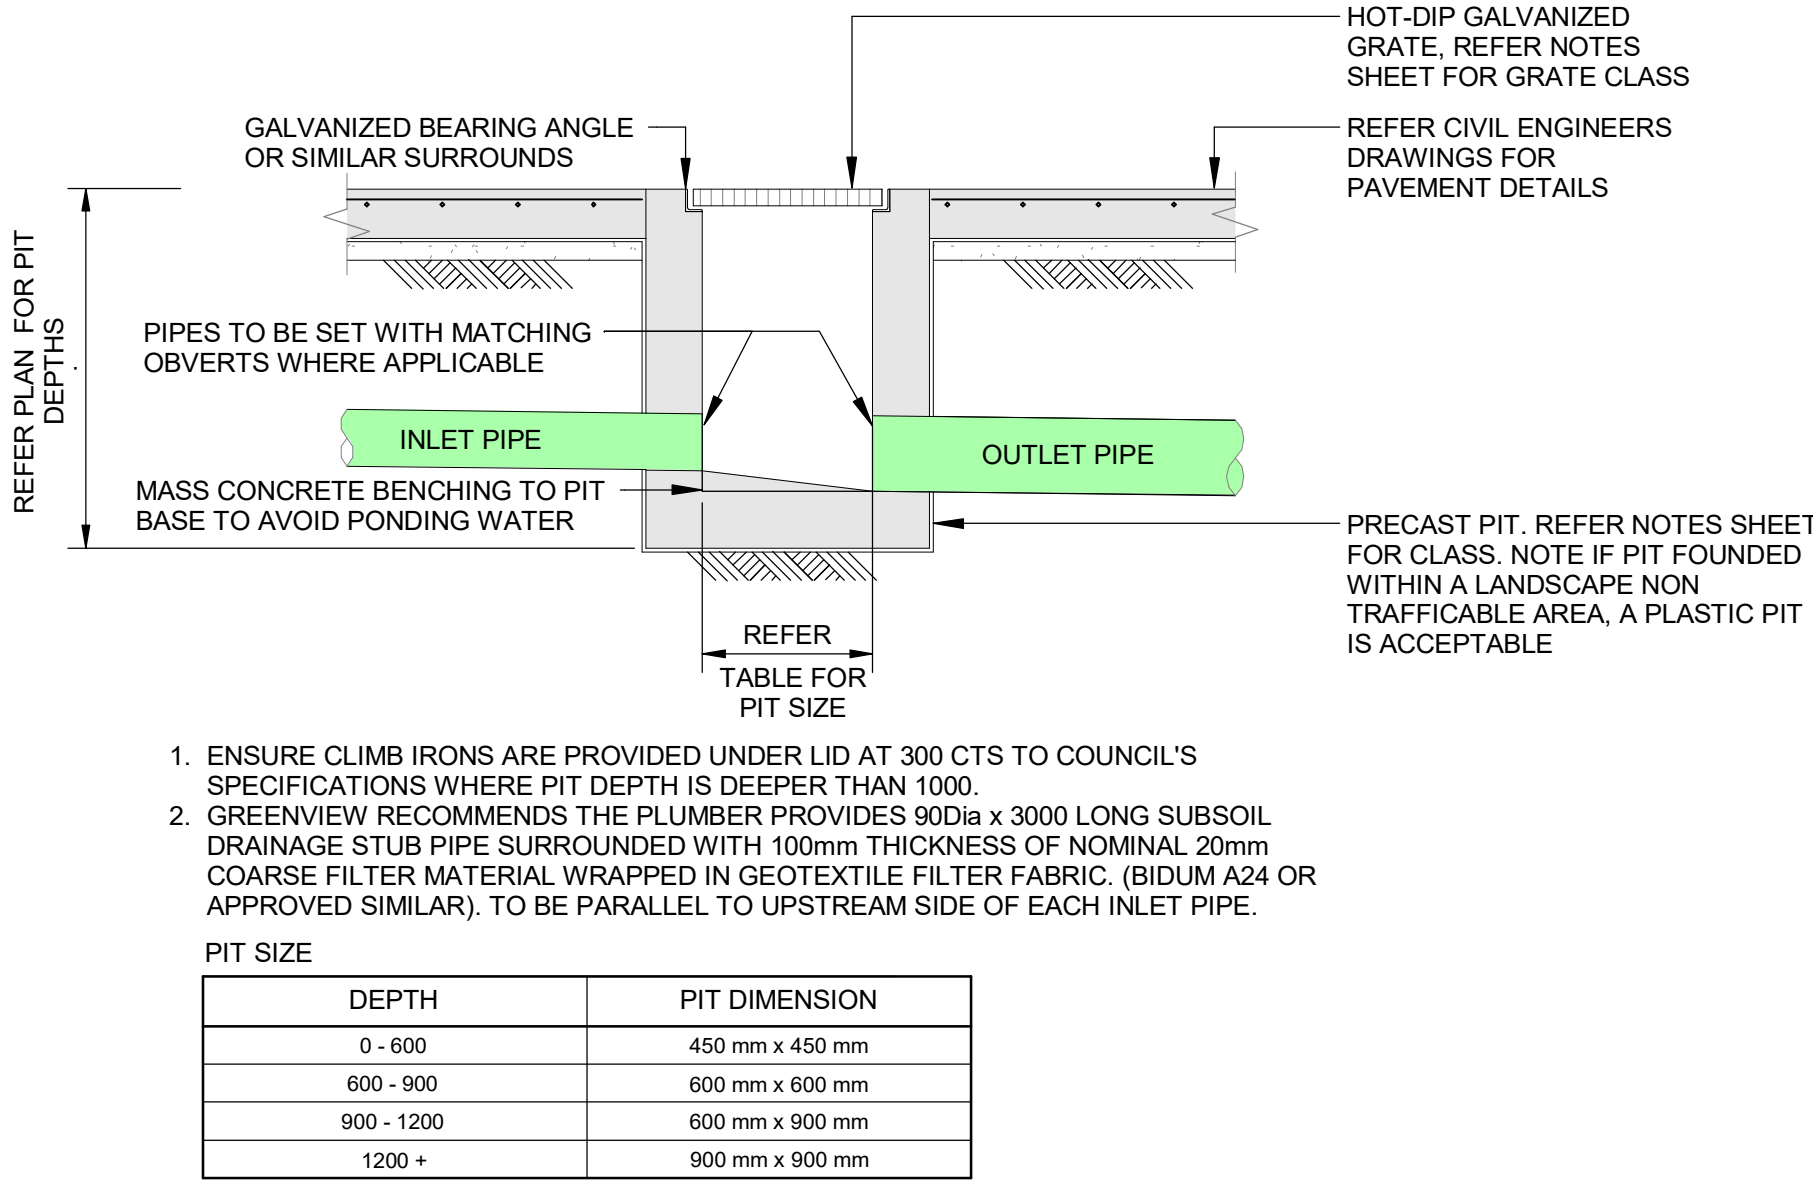 HOT-DIP GALVANIZED
GRATE, REFER NOTES
SHEET FOR GRATE CLASS
GALVANIZED BEARING ANGLE
OR SIMILAR SURROUNDS
REFER CIVIL ENGINEERS
DRAWINGS FOR
PAVEMENT DETAILS
REFER PLAN FOR PIT
DEPTHS
PIPES TO BE SET WITH MATCHING
OBVERTS WHERE APPLICABLE
INLET PIPE
OUTLET PIPE
MASS CONCRETE BENCHING TO PIT
BASE TO AVOID PONDING WATER
PRECAST PIT. REFER NOTES SHEET
FOR CLASS. NOTE IF PIT FOUNDED
WITHIN A LANDSCAPE NON
TRAFFICABLE AREA, A PLASTIC PIT
IS ACCEPTABLE
REFER
TABLE FOR
PIT SIZE
1. ENSURE CLIMB IRONS ARE PROVIDED UNDER LID AT 300 CTS TO COUNCIL'S
SPECIFICATIONS WHERE PIT DEPTH IS DEEPER THAN 1000.
2. GREENVIEW RECOMMENDS THE PLUMBER PROVIDES 90Dia x 3000 LONG SUBSOIL
DRAINAGE STUB PIPE SURROUNDED WITH 100mm THICKNESS OF NOMINAL 20mm
COARSE FILTER MATERIAL WRAPPED IN GEOTEXTILE FILTER FABRIC. (BIDUM A24 OR
APPROVED SIMILAR). TO BE PARALLEL TO UPSTREAM SIDE OF EACH INLET PIPE.
PIT SIZE
DEPTH PIT DIMENSION
0 - 600 450 mm x 450 mm
600 - 900 600 mm x 600 mm
900 - 1200 600 mm x 900 mm
1200 + 900 mm x 900 mm